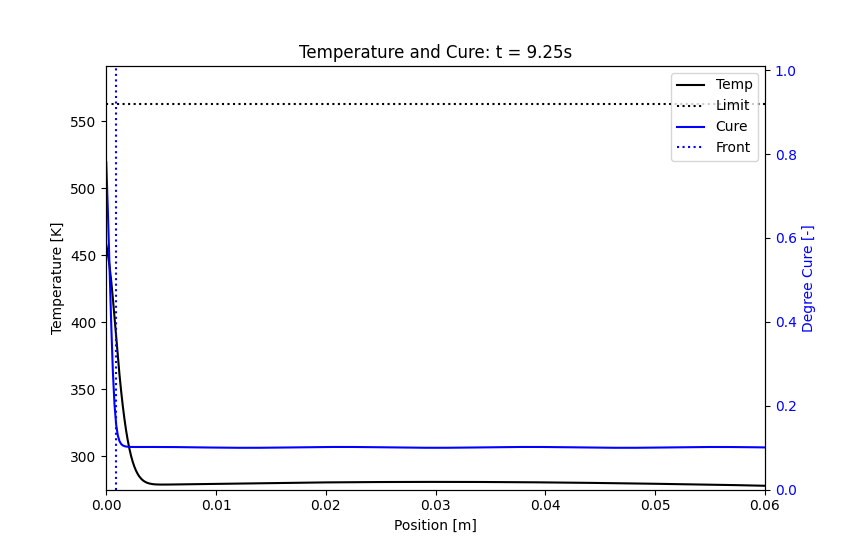 Temperature and Cure: t = 9.25s
Temp
Limit
Cure
Front
Temperature [K]
550
500
450
400
350
300
Degree Cure [-]
1.0
0.8
0.6
0.4
0.2
0.0
0.00 0.01 0.02 0.03 0.04 0.05 0.06
Position [m]